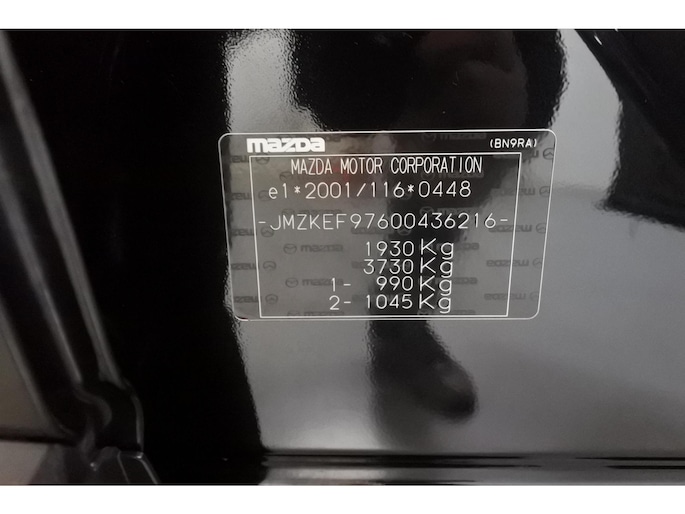 mazda (BN9RA)
MAZDA MOTOR CORPORATION
e1*2001/116*0448
-JMZKEF97600436216-
1930 Kg
3730 Kg
1- 990 Kg
2- 1045 Kg